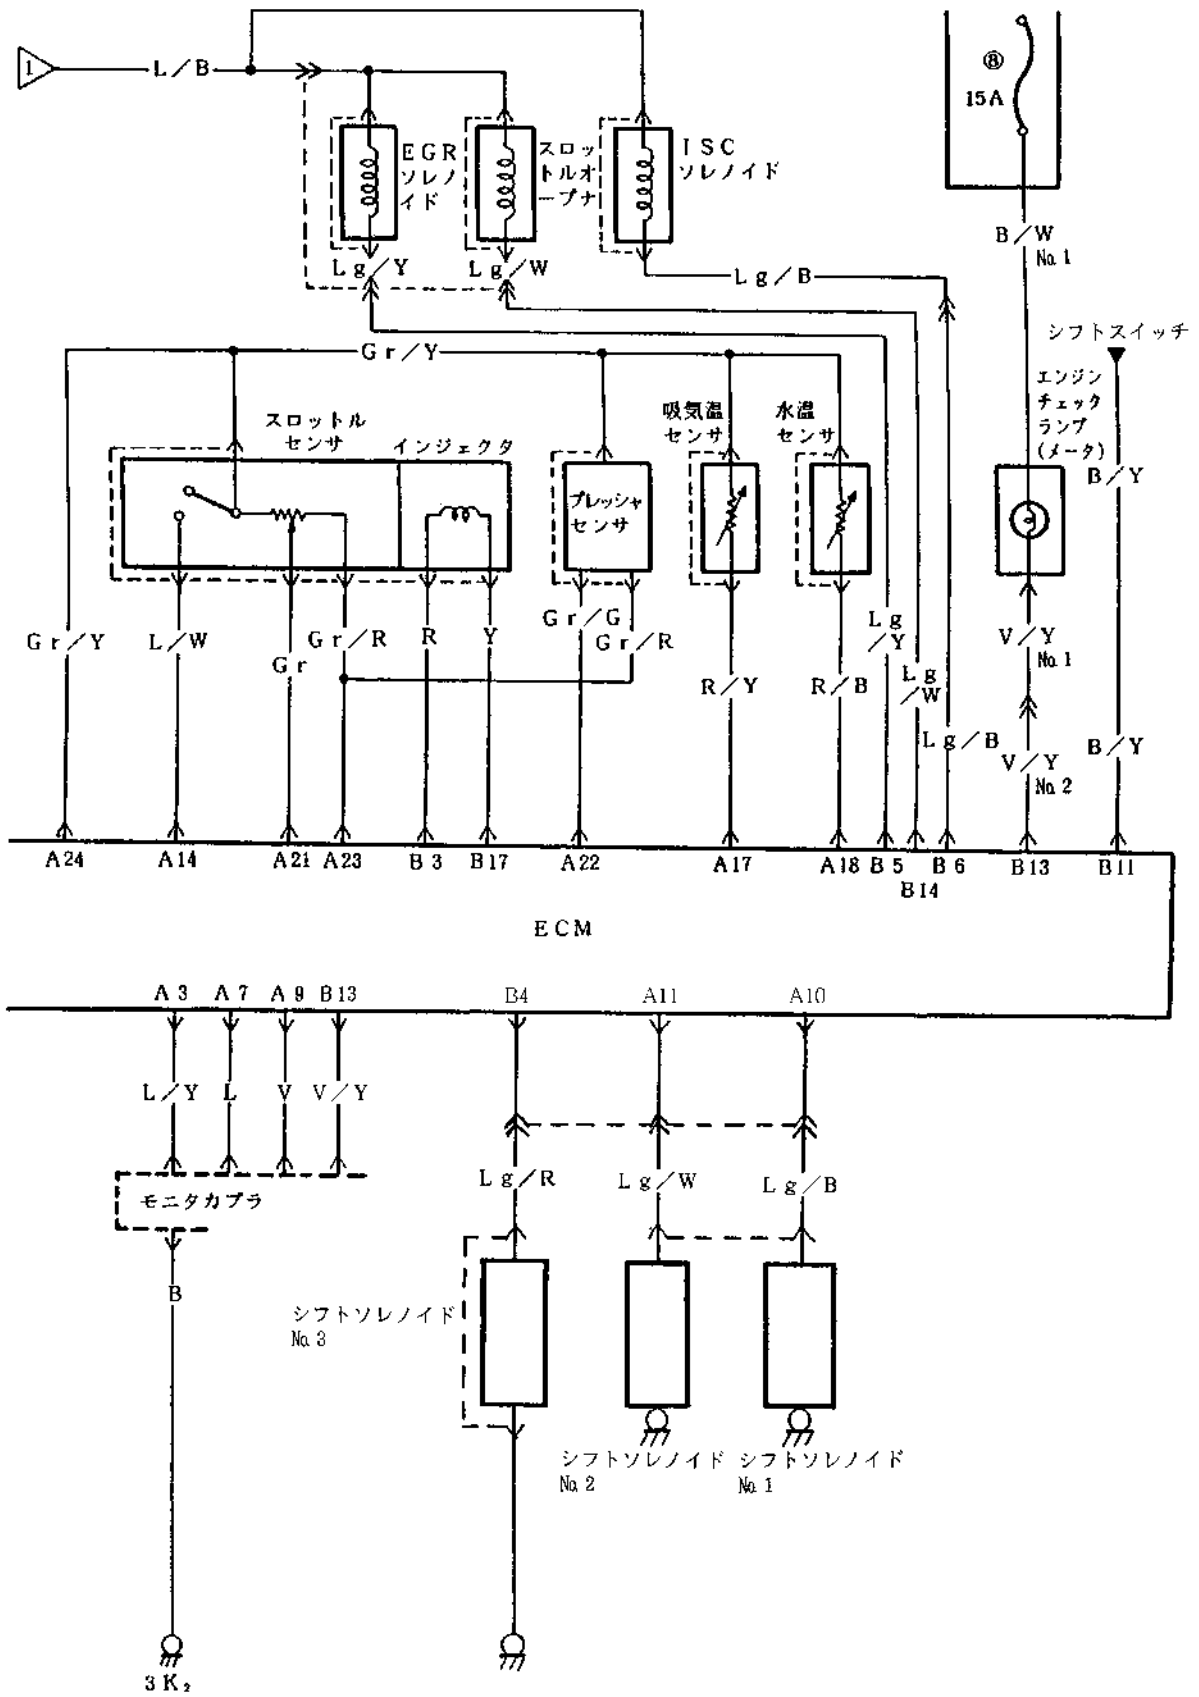 1
L/B
⑧
15A
EGR
ソレノ
イド
スロッ
トルオ
ープナ
ISC
ソレノイド
B/W
No.1
Lg/Y
Lg/W
Lg/B
シフトスイッチ
Gr/Y
エンジン
チェック
ランプ
(メータ)
スロットル
センサ
インジェクタ
吸気温
センサ
水温
センサ
B/Y
プレッシャ
センサ
Gr/Y
L/W
Gr
Gr/R
R
Y
Gr/G
Gr/R
R/Y
R/B
Lg/Y
Lg/W
Lg/B
V/Y
No.1
V/Y
No.2
B/Y
A24
A14
A21
A23
B3
B17
A22
A17
A18
B5
B14
B6
B13
B11
ECM
A3
A7
A9
B13
B4
A11
A10
L/Y
L
V
V/Y
Lg/R
Lg/W
Lg/B
モニタカプラ
B
シフトソレノイド
No.3
シフトソレノイド
No.2
シフトソレノイド
No.1
3K₂